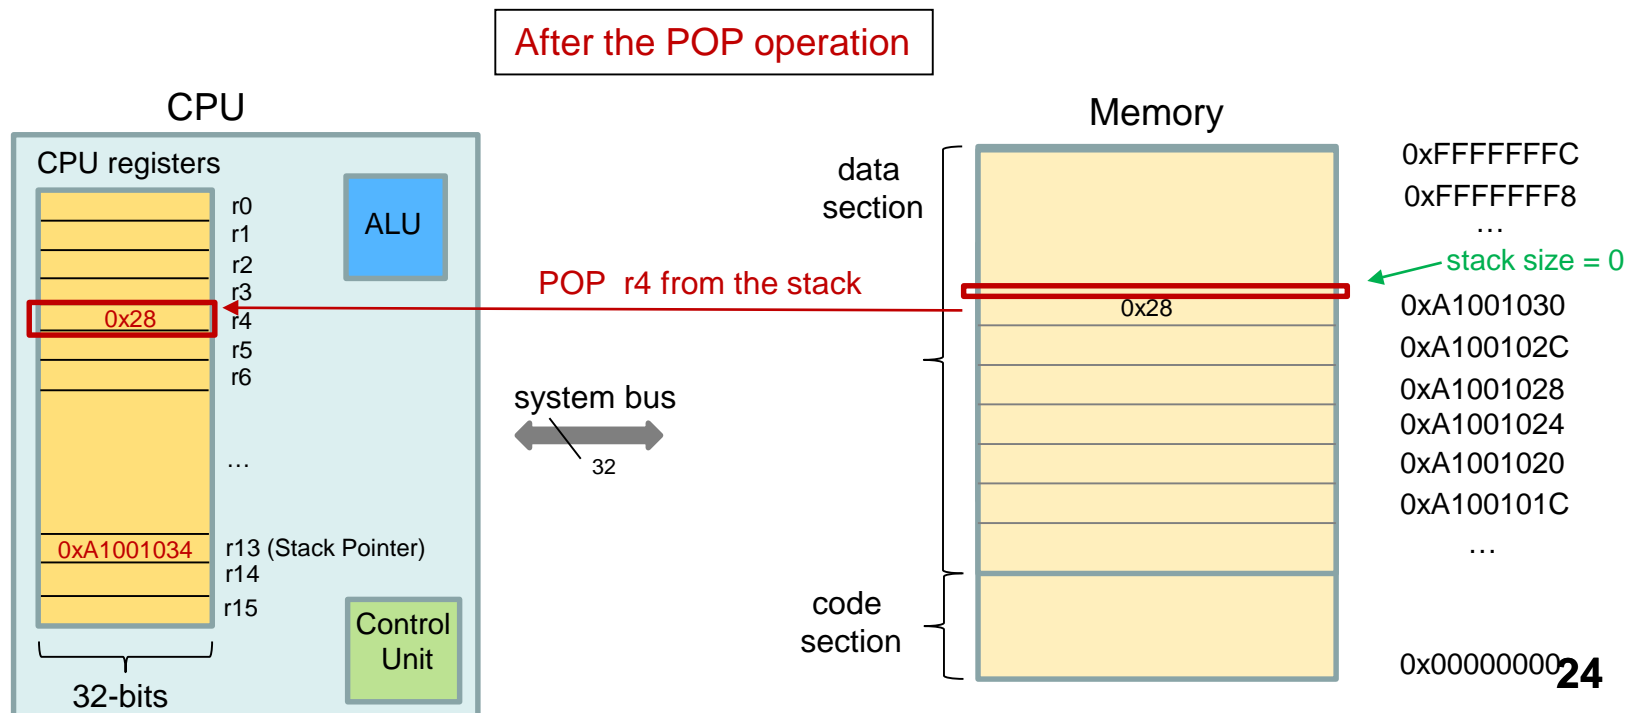 After the POP operation
CPU
Memory
CPU registers
r0
r1
r2
r3
0x28
r4
r5
r6
…
0xA1001034
r13 (Stack Pointer)
r14
r15
32-bits
ALU
Control
Unit
POP  r4 from the stack
system bus
32
data
section
code
section
0x28
0xFFFFFFFC
0xFFFFFFF8
…
stack size = 0
0xA1001030
0xA100102C
0xA1001028
0xA1001024
0xA1001020
0xA100101C
…
0x00000000
24